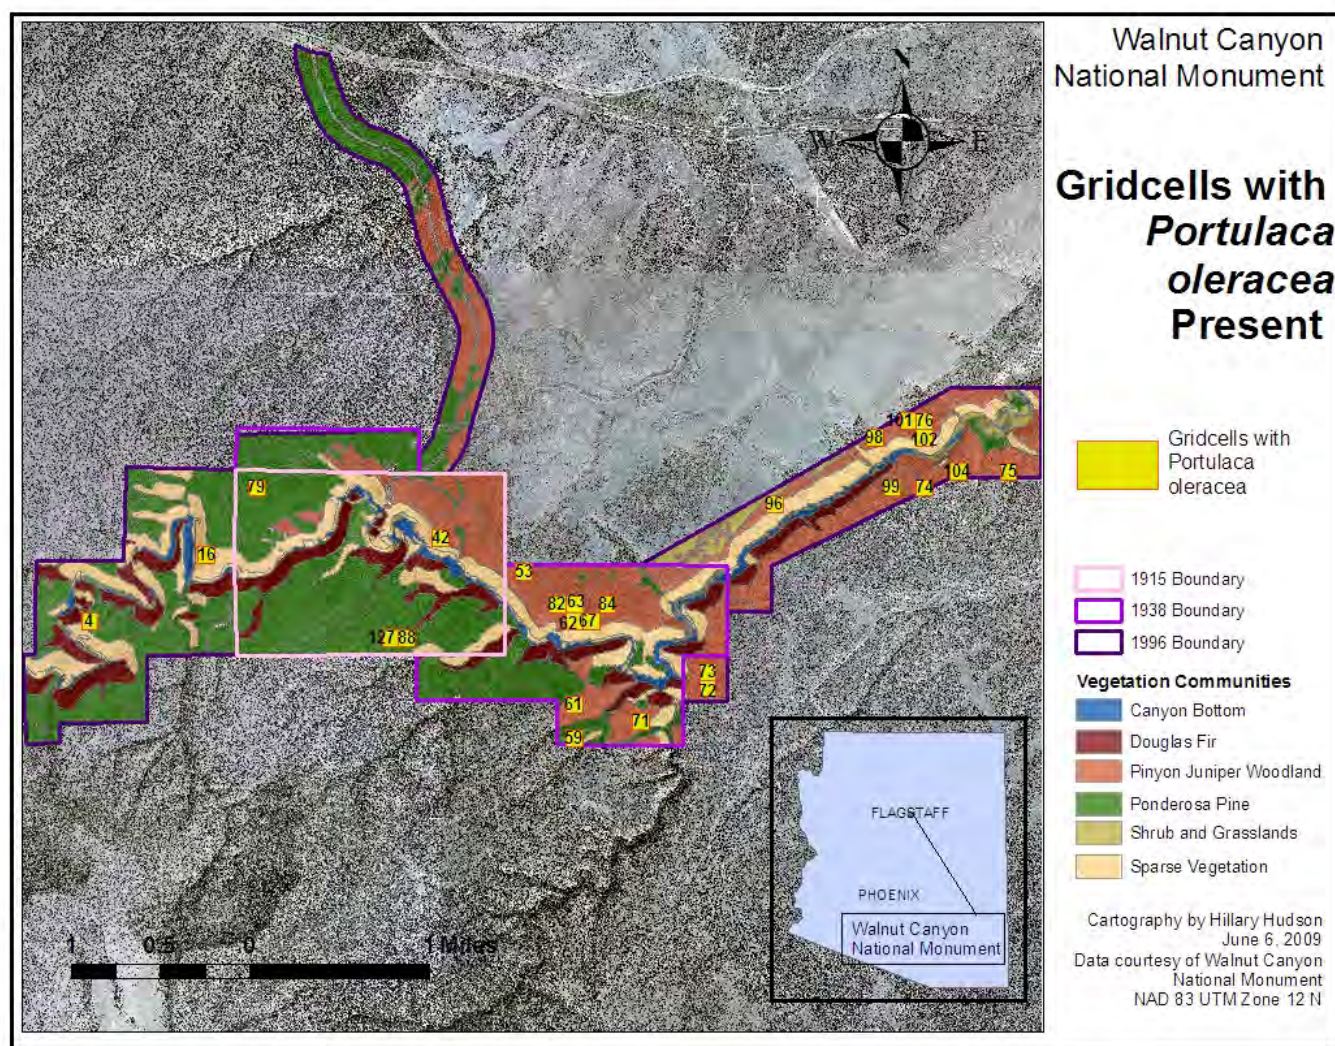 Walnut Canyon
National Monument
N
W
E
S
Gridcells with
Portulaca
oleracea
Present
Gridcells with
Portulaca
oleracea
1915 Boundary
1938 Boundary
1996 Boundary
Vegetation Communities
Canyon Bottom
Douglas Fir
Pinyon Juniper Woodland
Ponderosa Pine
Shrub and Grasslands
Sparse Vegetation
Cartography by Hillary Hudson
June 6, 2009
Data courtesy of Walnut Canyon
National Monument
NAD 83 UTM Zone 12 N
101 76
98
102
104
75
99
74
96
79
42
16
53
82
63
84
62
67
4
127 88
73
72
61
71
59
FLAGSTAFF
PHOENIX
Walnut Canyon
National Monument
1 0.5 0 1 Miles